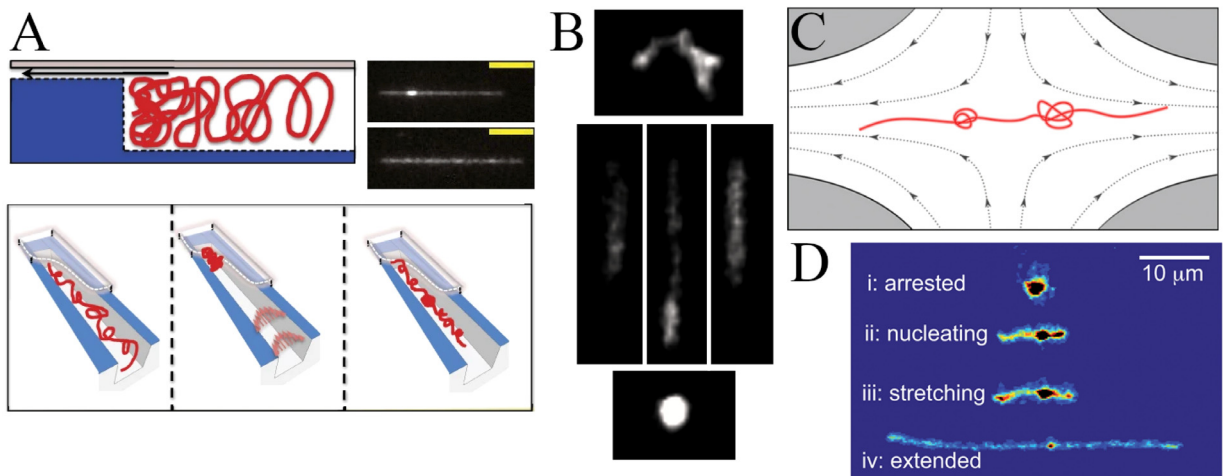 A
B
C
D
10 μm
i: arrested
ii: nucleating
iii: stretching
iv: extended